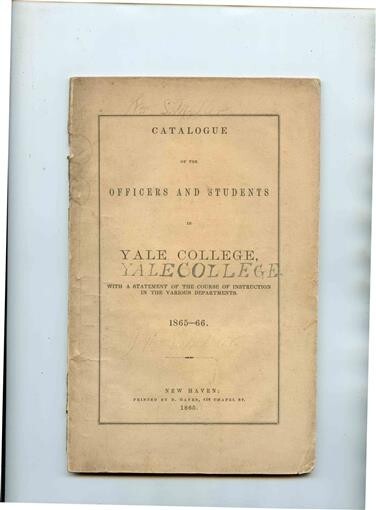 CATALOGUE
OF THE
OFFICERS AND STUDENTS
IN
YALE COLLEGE,
YALE COLLEGE
WITH A STATEMENT OF THE COURSE OF INSTRUCTION
IN THE VARIOUS DEPARTMENTS.
1865–66.
NEW HAVEN:
PRINTED BY E. HAYES, 426 CHAPEL ST.
1865.